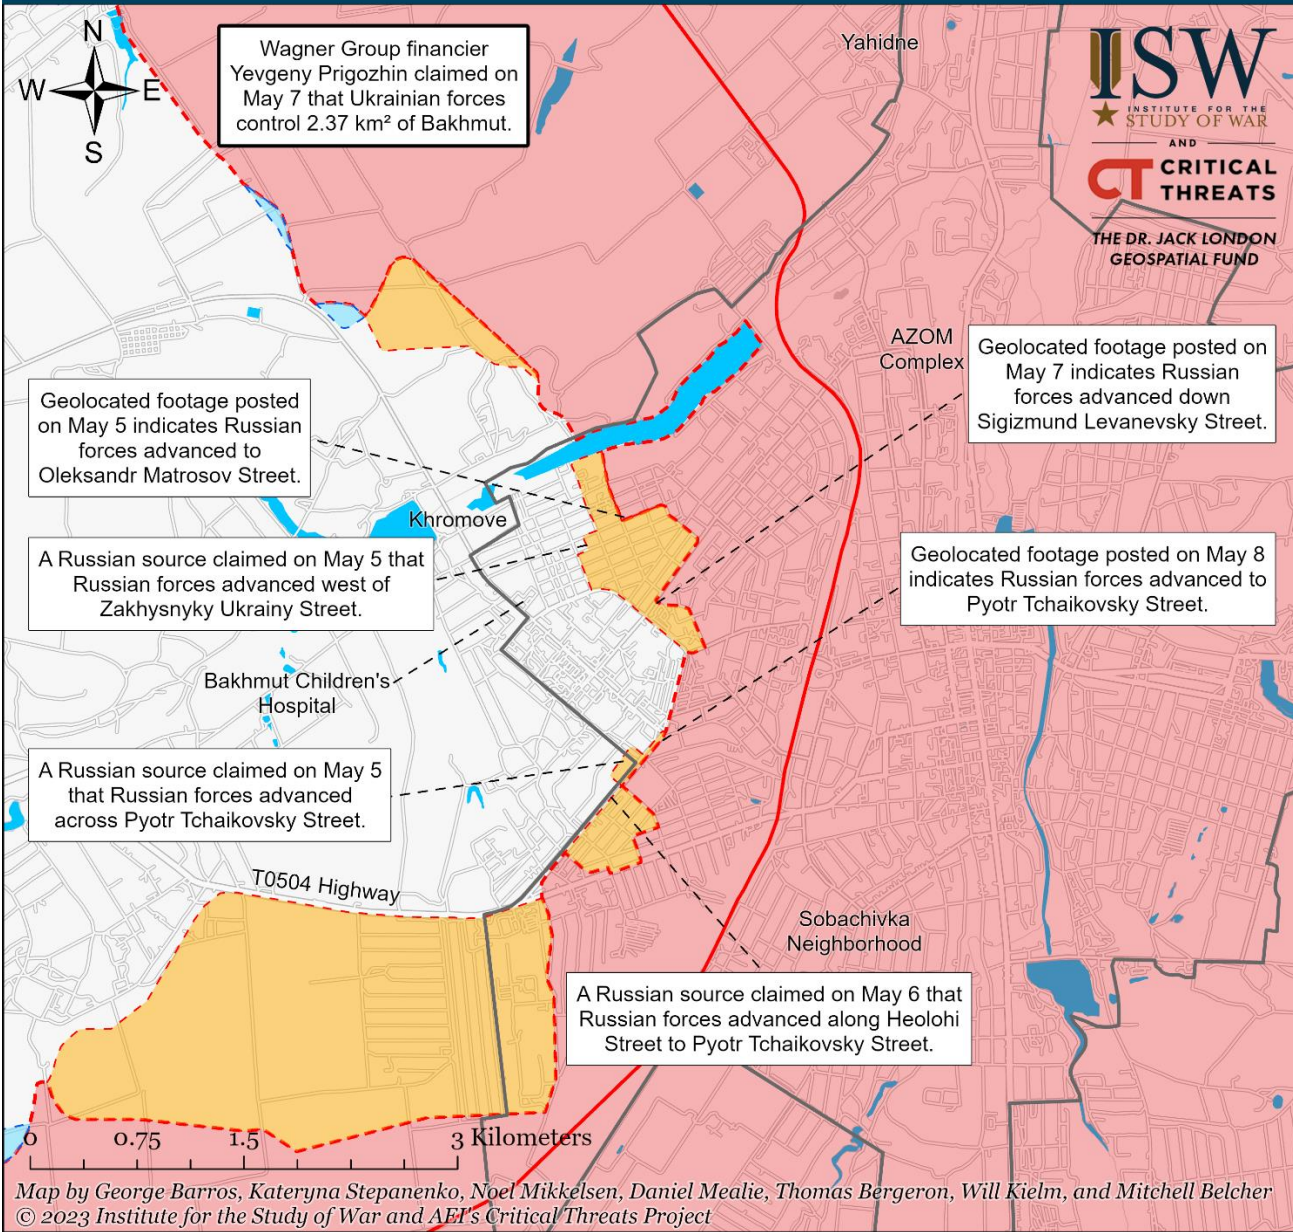 N
W
E
S
Wagner Group financier
Yevgeny Prigozhin claimed on
May 7 that Ukrainian forces
control 2.37 km² of Bakhmut.
Yahidne
ISW
INSTITUTE FOR THE
STUDY OF WAR
AND
CT CRITICAL
THREATS
THE DR. JACK LONDON
GEOSPATIAL FUND
AZOM
Complex
Geolocated footage posted on
May 7 indicates Russian
forces advanced down
Sigizmund Levanevsky Street.
Geolocated footage posted
on May 5 indicates Russian
forces advanced to
Oleksandr Matrosov Street.
Khromove
A Russian source claimed on May 5 that
Russian forces advanced west of
Zakhysnyky Ukrainy Street.
Geolocated footage posted on May 8
indicates Russian forces advanced to
Pyotr Tchaikovsky Street.
Bakhmut Children's
Hospital
A Russian source claimed on May 5
that Russian forces advanced
across Pyotr Tchaikovsky Street.
T0504 Highway
Sobachivka
Neighborhood
A Russian source claimed on May 6 that
Russian forces advanced along Heolohi
Street to Pyotr Tchaikovsky Street.
0 0.75 1.5 3 Kilometers
Map by George Barros, Kateryna Stepanenko, Noel Mikkelsen, Daniel Mealie, Thomas Bergeron, Will Kielm, and Mitchell Belcher
© 2023 Institute for the Study of War and AEI's Critical Threats Project